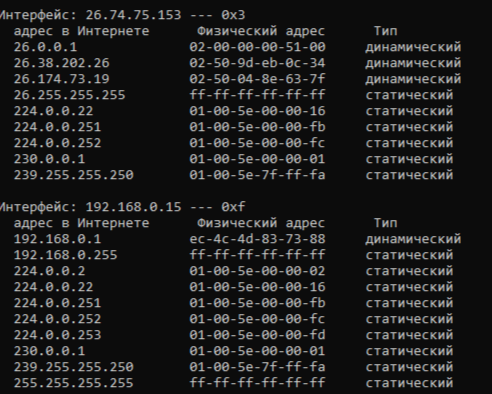 Интерфейс: 26.74.75.153 --- 0x3
адрес в Интернете Физический адрес Тип
26.0.0.1 02-00-00-00-51-00 динамический
26.38.202.26 02-50-9d-eb-0c-34 динамический
26.174.73.19 02-50-04-8e-63-7f динамический
26.255.255.255 ff-ff-ff-ff-ff-ff статический
224.0.0.22 01-00-5e-00-00-16 статический
224.0.0.251 01-00-5e-00-00-fb статический
224.0.0.252 01-00-5e-00-00-fc статический
230.0.0.1 01-00-5e-00-00-01 статический
239.255.255.250 01-00-5e-7f-ff-fa статический
Интерфейс: 192.168.0.15 --- 0xf
адрес в Интернете Физический адрес Тип
192.168.0.1 ec-4c-4d-83-73-88 динамический
192.168.0.255 ff-ff-ff-ff-ff-ff статический
224.0.0.2 01-00-5e-00-00-02 статический
224.0.0.22 01-00-5e-00-00-16 статический
224.0.0.251 01-00-5e-00-00-fb статический
224.0.0.252 01-00-5e-00-00-fc статический
224.0.0.253 01-00-5e-00-00-fd статический
230.0.0.1 01-00-5e-00-00-01 статический
239.255.255.250 01-00-5e-7f-ff-fa статический
255.255.255.255 ff-ff-ff-ff-ff-ff статический